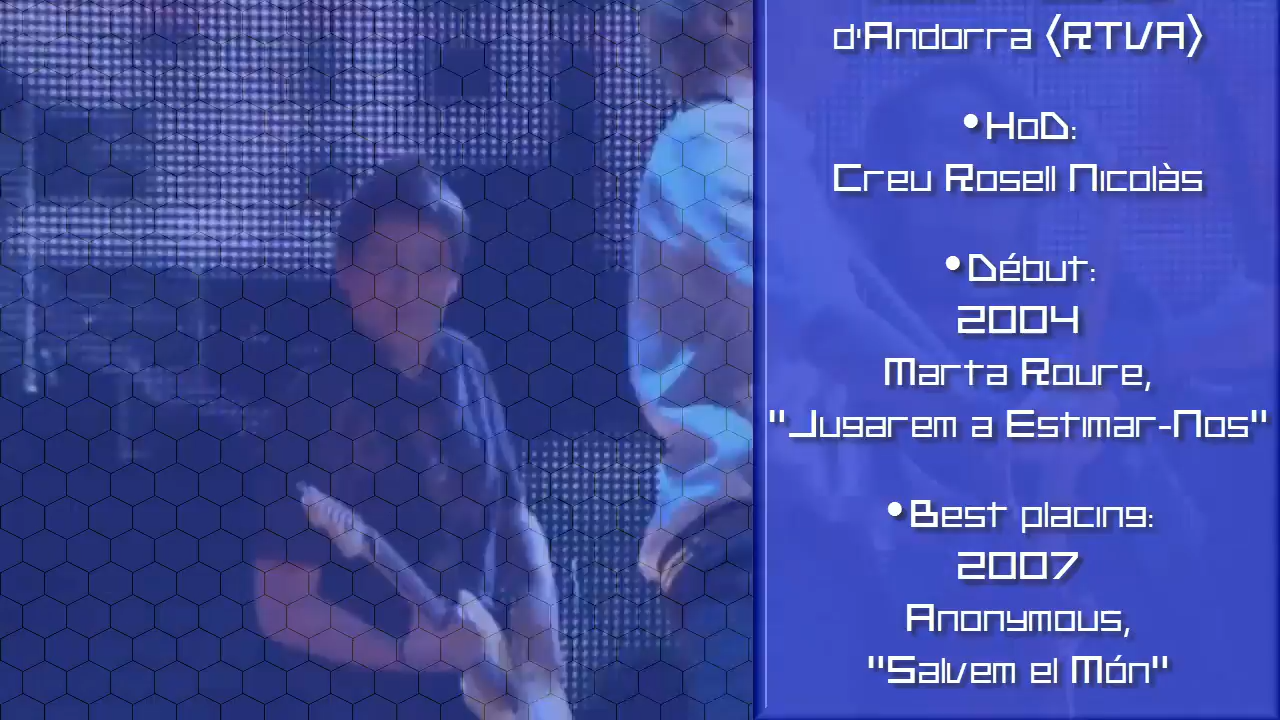 d'Andorra (RTVA)
•HoD:
Creu Rosell Nicolàs
•Début:
2004
Marta Roure,
"Jugarem a Estimar-Nos"
•Best placing:
2007
Anonymous,
"Salvem el Món"